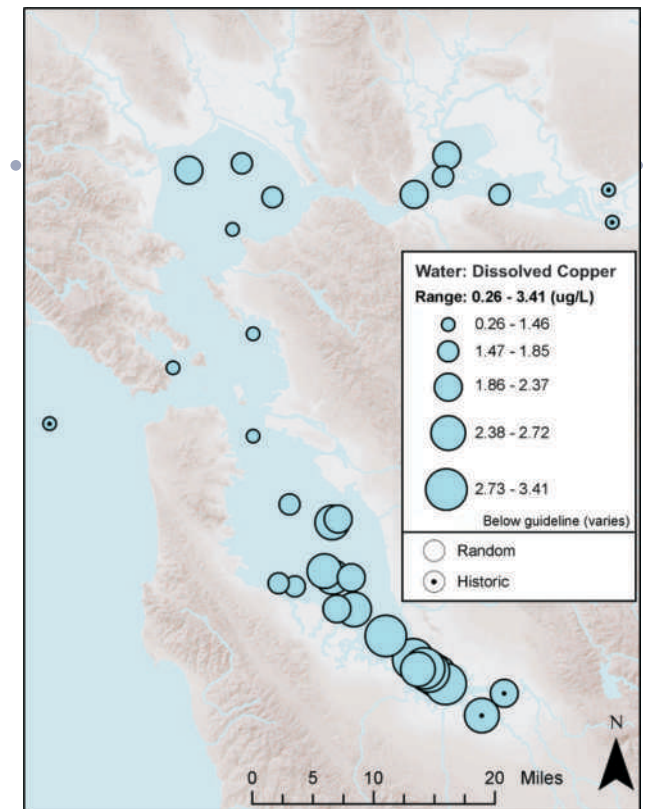 Water: Dissolved Copper
Range: 0.26 - 3.41 (ug/L)
0.26 - 1.46
1.47 - 1.85
1.86 - 2.37
2.38 - 2.72
2.73 - 3.41
Below guideline (varies)
Random
Historic
N
0 5 10 20 Miles